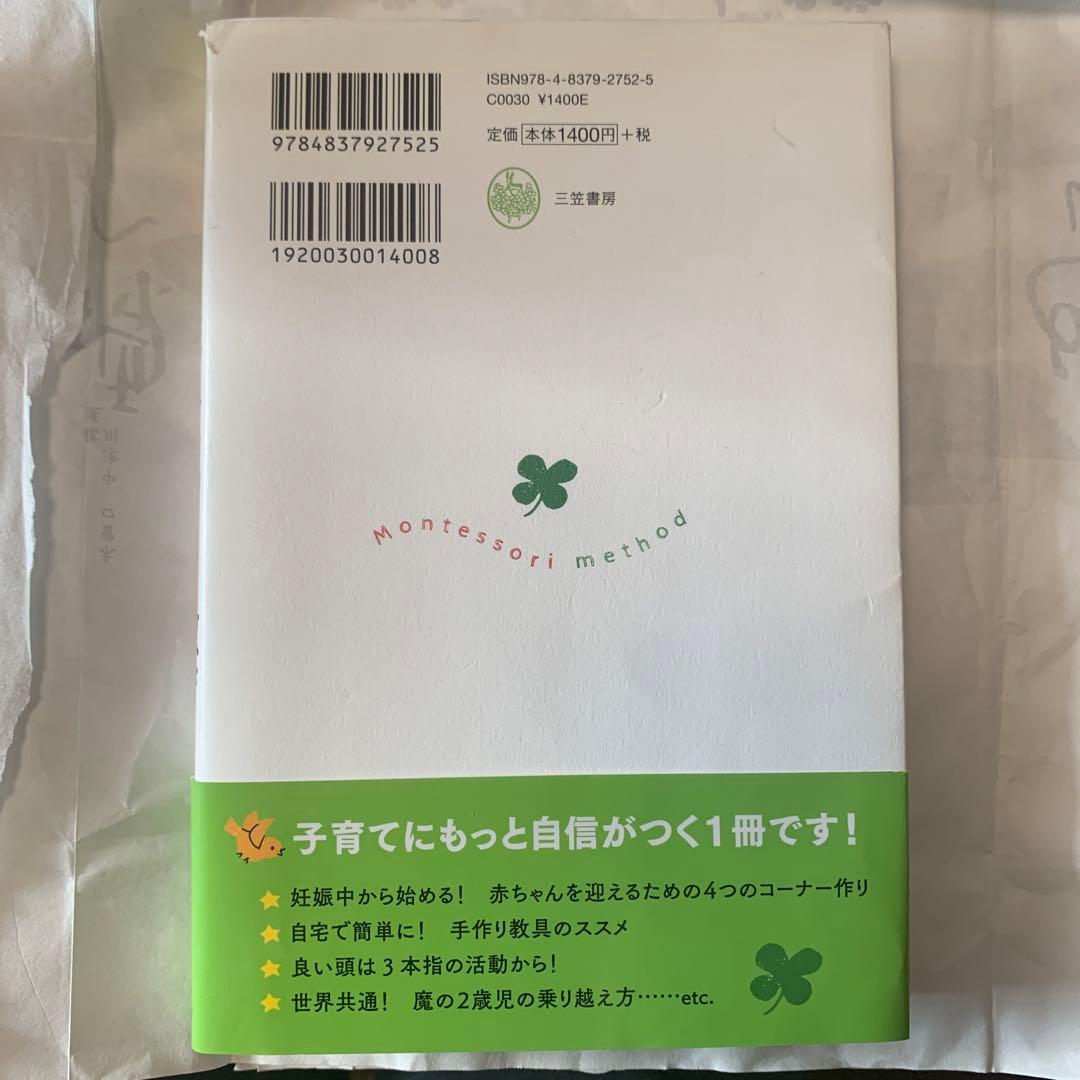 ISBN978-4-8379-2752-5
C0030 ¥1400E
定価 本体1400円+税
9784837927525
三笠書房
1920030014008
Montessori method
子育てにもっと自信がつく1冊です!
妊娠中から始める! 赤ちゃんを迎えるための4つのコーナー作り
自宅で簡単に! 手作り教具のススメ
良い頭は3本指の活動から!
世界共通! 魔の2歳児の乗り越え方……etc.